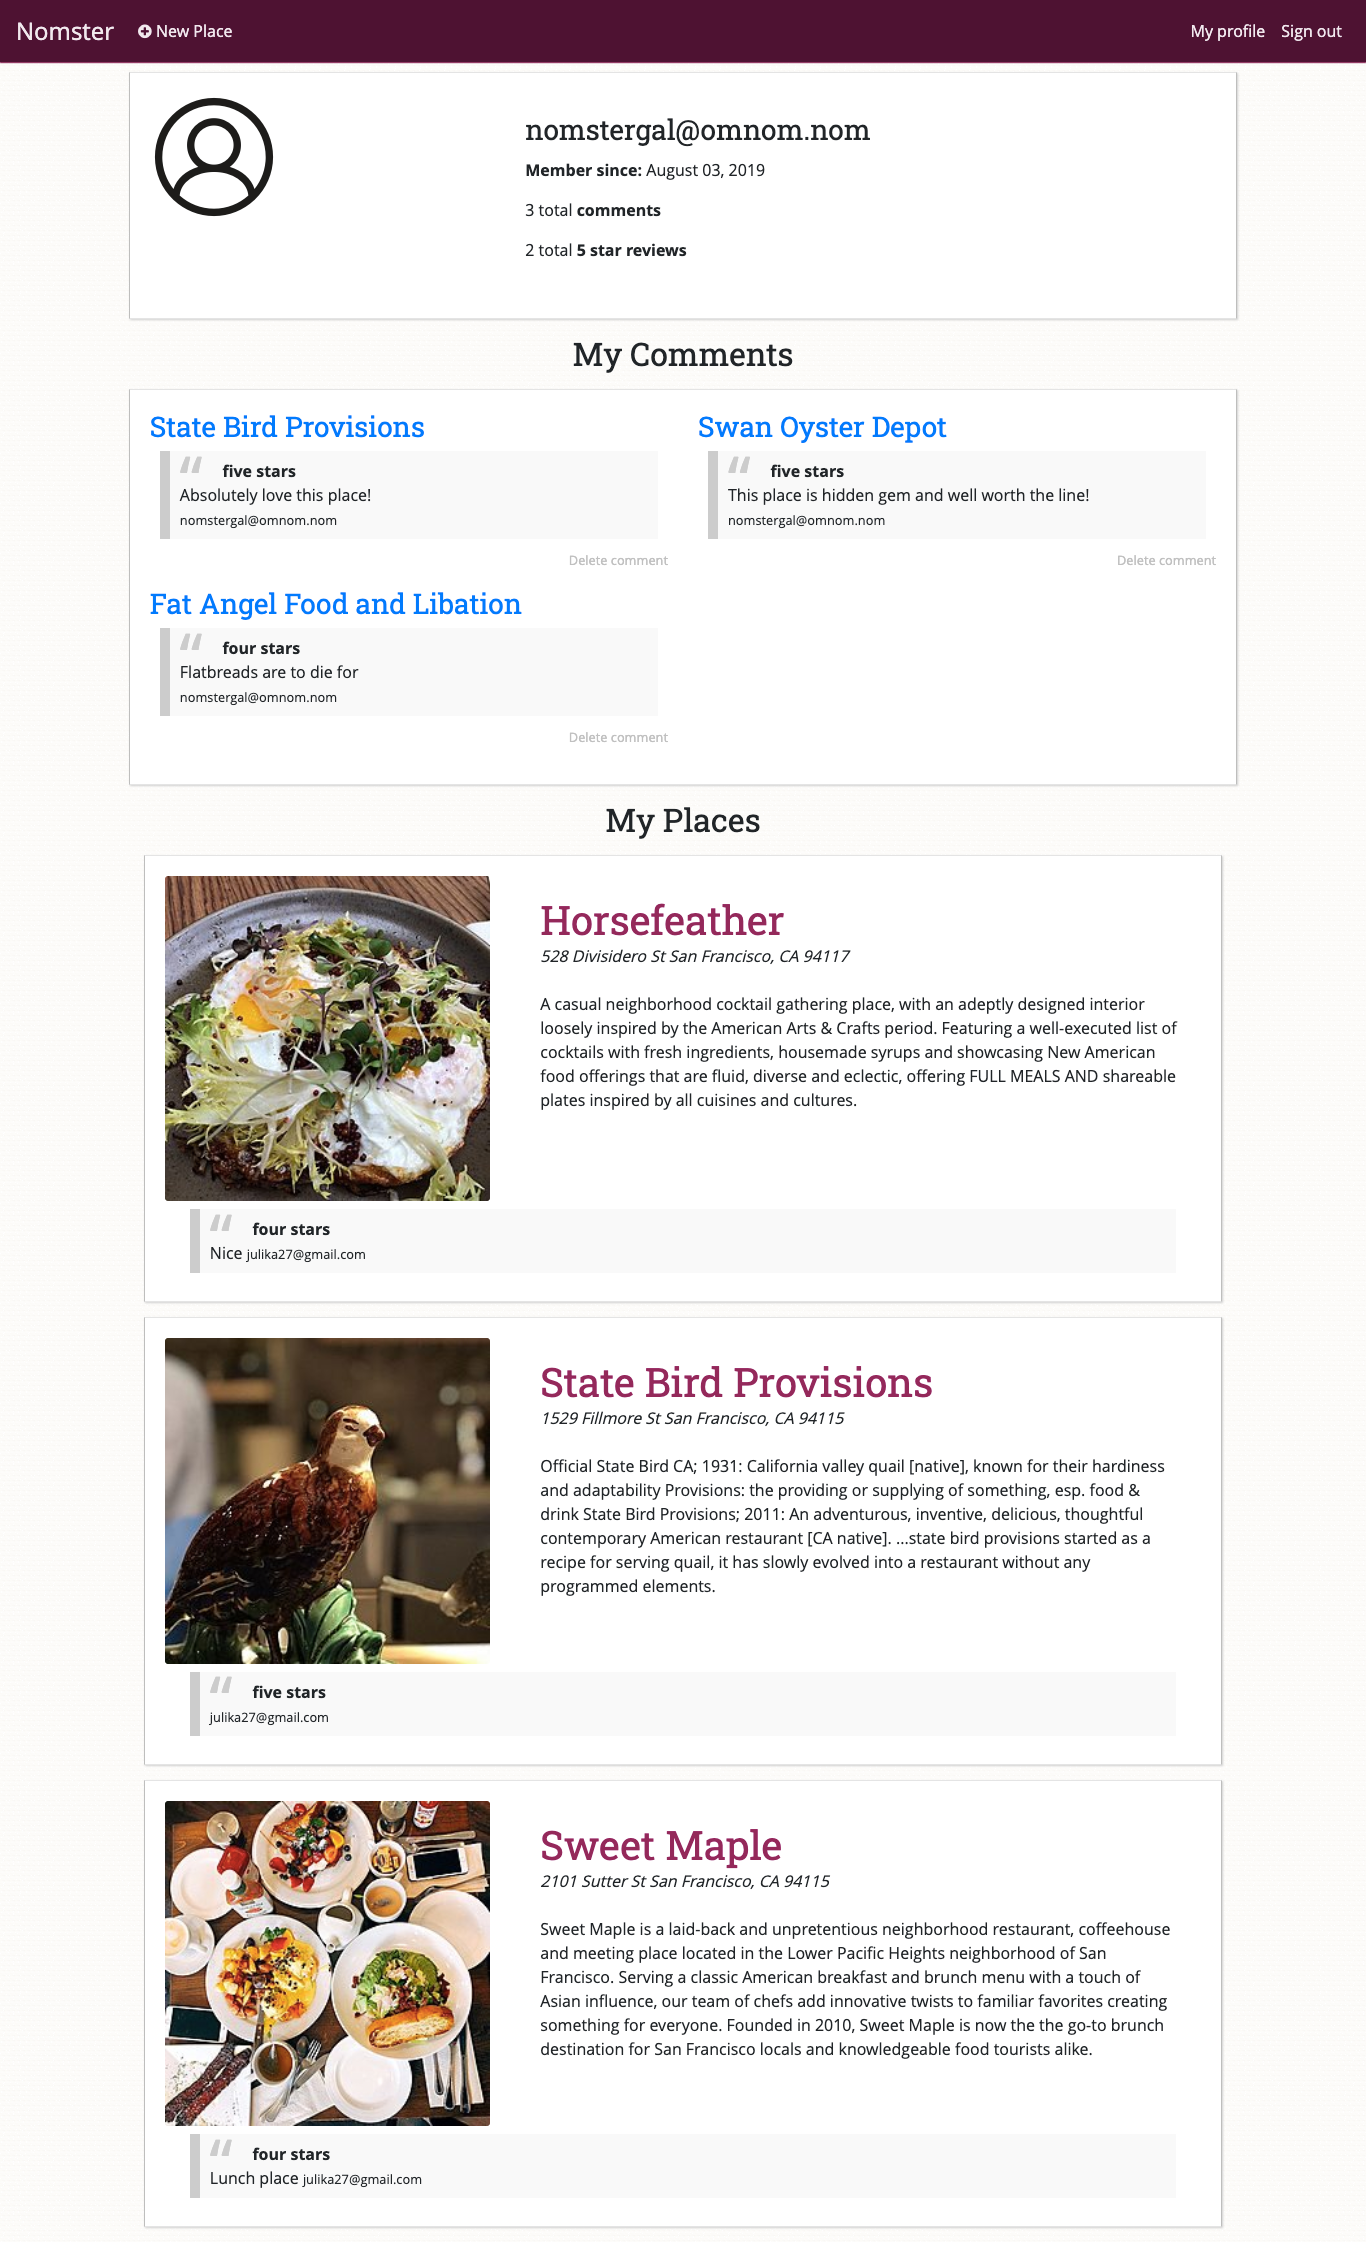 Nomster New Place My profile Sign out
nomstergal@omnom.nom
Member since: August 03, 2019
3 total comments
2 total 5 star reviews
My Comments
State Bird Provisions
“ five stars
Absolutely love this place!
nomstergal@omnom.nom
Delete comment
Swan Oyster Depot
“ five stars
This place is hidden gem and well worth the line!
nomstergal@omnom.nom
Delete comment
Fat Angel Food and Libation
“ four stars
Flatbreads are to die for
nomstergal@omnom.nom
Delete comment
My Places
Horsefeather
528 Divisidero St San Francisco, CA 94117
A casual neighborhood cocktail gathering place, with an adeptly designed interior
loosely inspired by the American Arts & Crafts period. Featuring a well-executed list of
cocktails with fresh ingredients, housemade syrups and showcasing New American
food offerings that are fluid, diverse and eclectic, offering FULL MEALS AND shareable
plates inspired by all cuisines and cultures.
“ four stars
Nice julika27@gmail.com
State Bird Provisions
1529 Fillmore St San Francisco, CA 94115
Official State Bird CA; 1931: California valley quail [native], known for their hardiness
and adaptability Provisions: the providing or supplying of something, esp. food &
drink State Bird Provisions; 2011: An adventurous, inventive, delicious, thoughtful
contemporary American restaurant [CA native]. ...state bird provisions started as a
recipe for serving quail, it has slowly evolved into a restaurant without any
programmed elements.
“ five stars
julika27@gmail.com
Sweet Maple
2101 Sutter St San Francisco, CA 94115
Sweet Maple is a laid-back and unpretentious neighborhood restaurant, coffeehouse
and meeting place located in the Lower Pacific Heights neighborhood of San
Francisco. Serving a classic American breakfast and brunch menu with a touch of
Asian influence, our team of chefs add innovative twists to familiar favorites creating
something for everyone. Founded in 2010, Sweet Maple is now the the go-to brunch
destination for San Francisco locals and knowledgeable food tourists alike.
“ four stars
Lunch place julika27@gmail.com